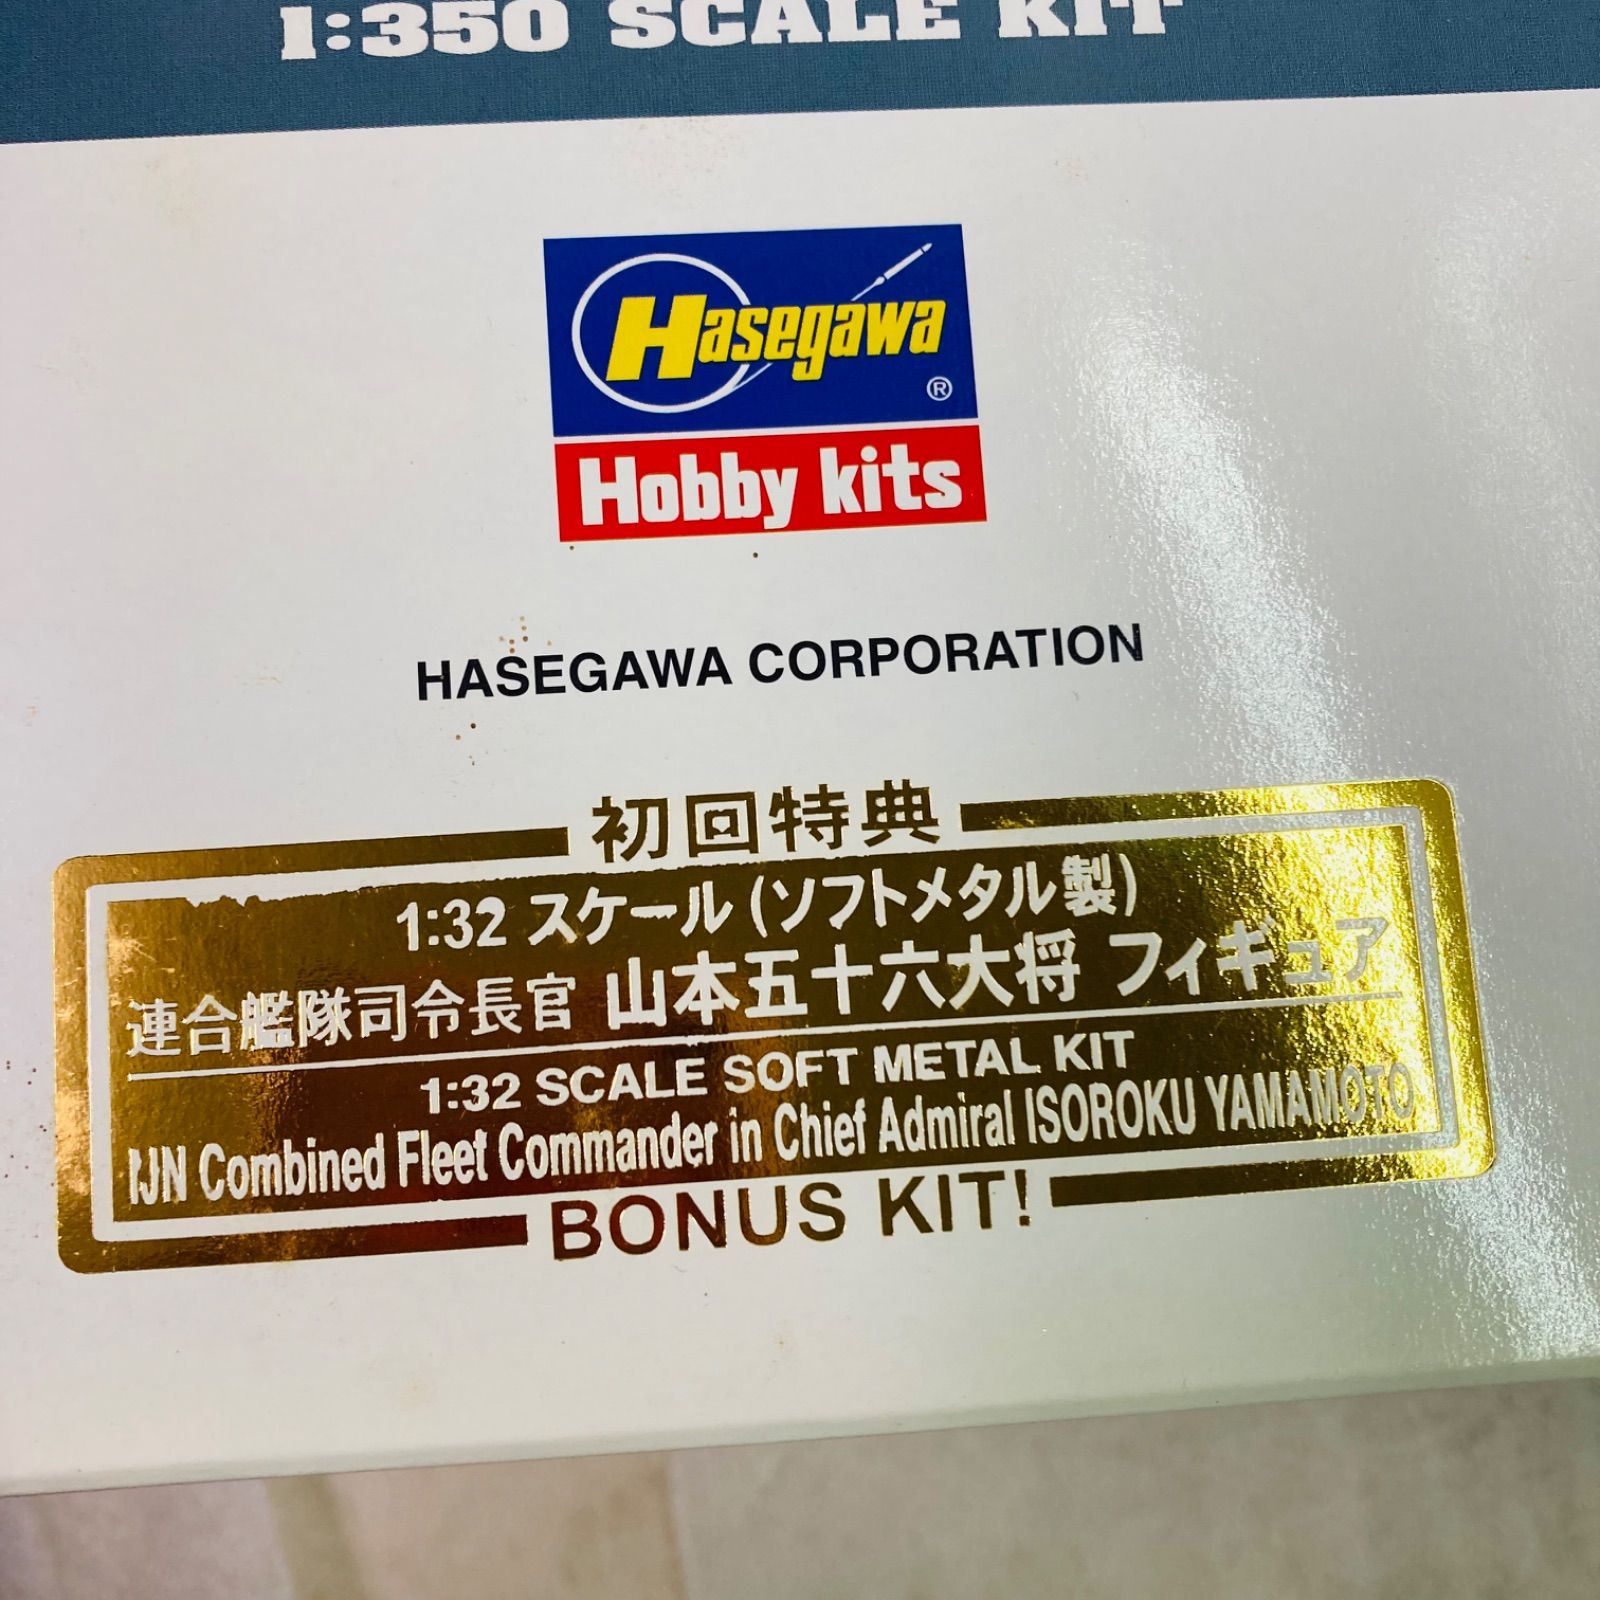 1:350 SCALE KIT
Hasegawa
®
Hobby kits
HASEGAWA CORPORATION
初回特典
1:32 スケール(ソフトメタル製)
連合艦隊司令長官 山本五十六大将 フィギュア
1:32 SCALE SOFT METAL KIT
IJN Combined Fleet Commander in Chief Admiral ISOROKU YAMAMOTO
BONUS KIT!